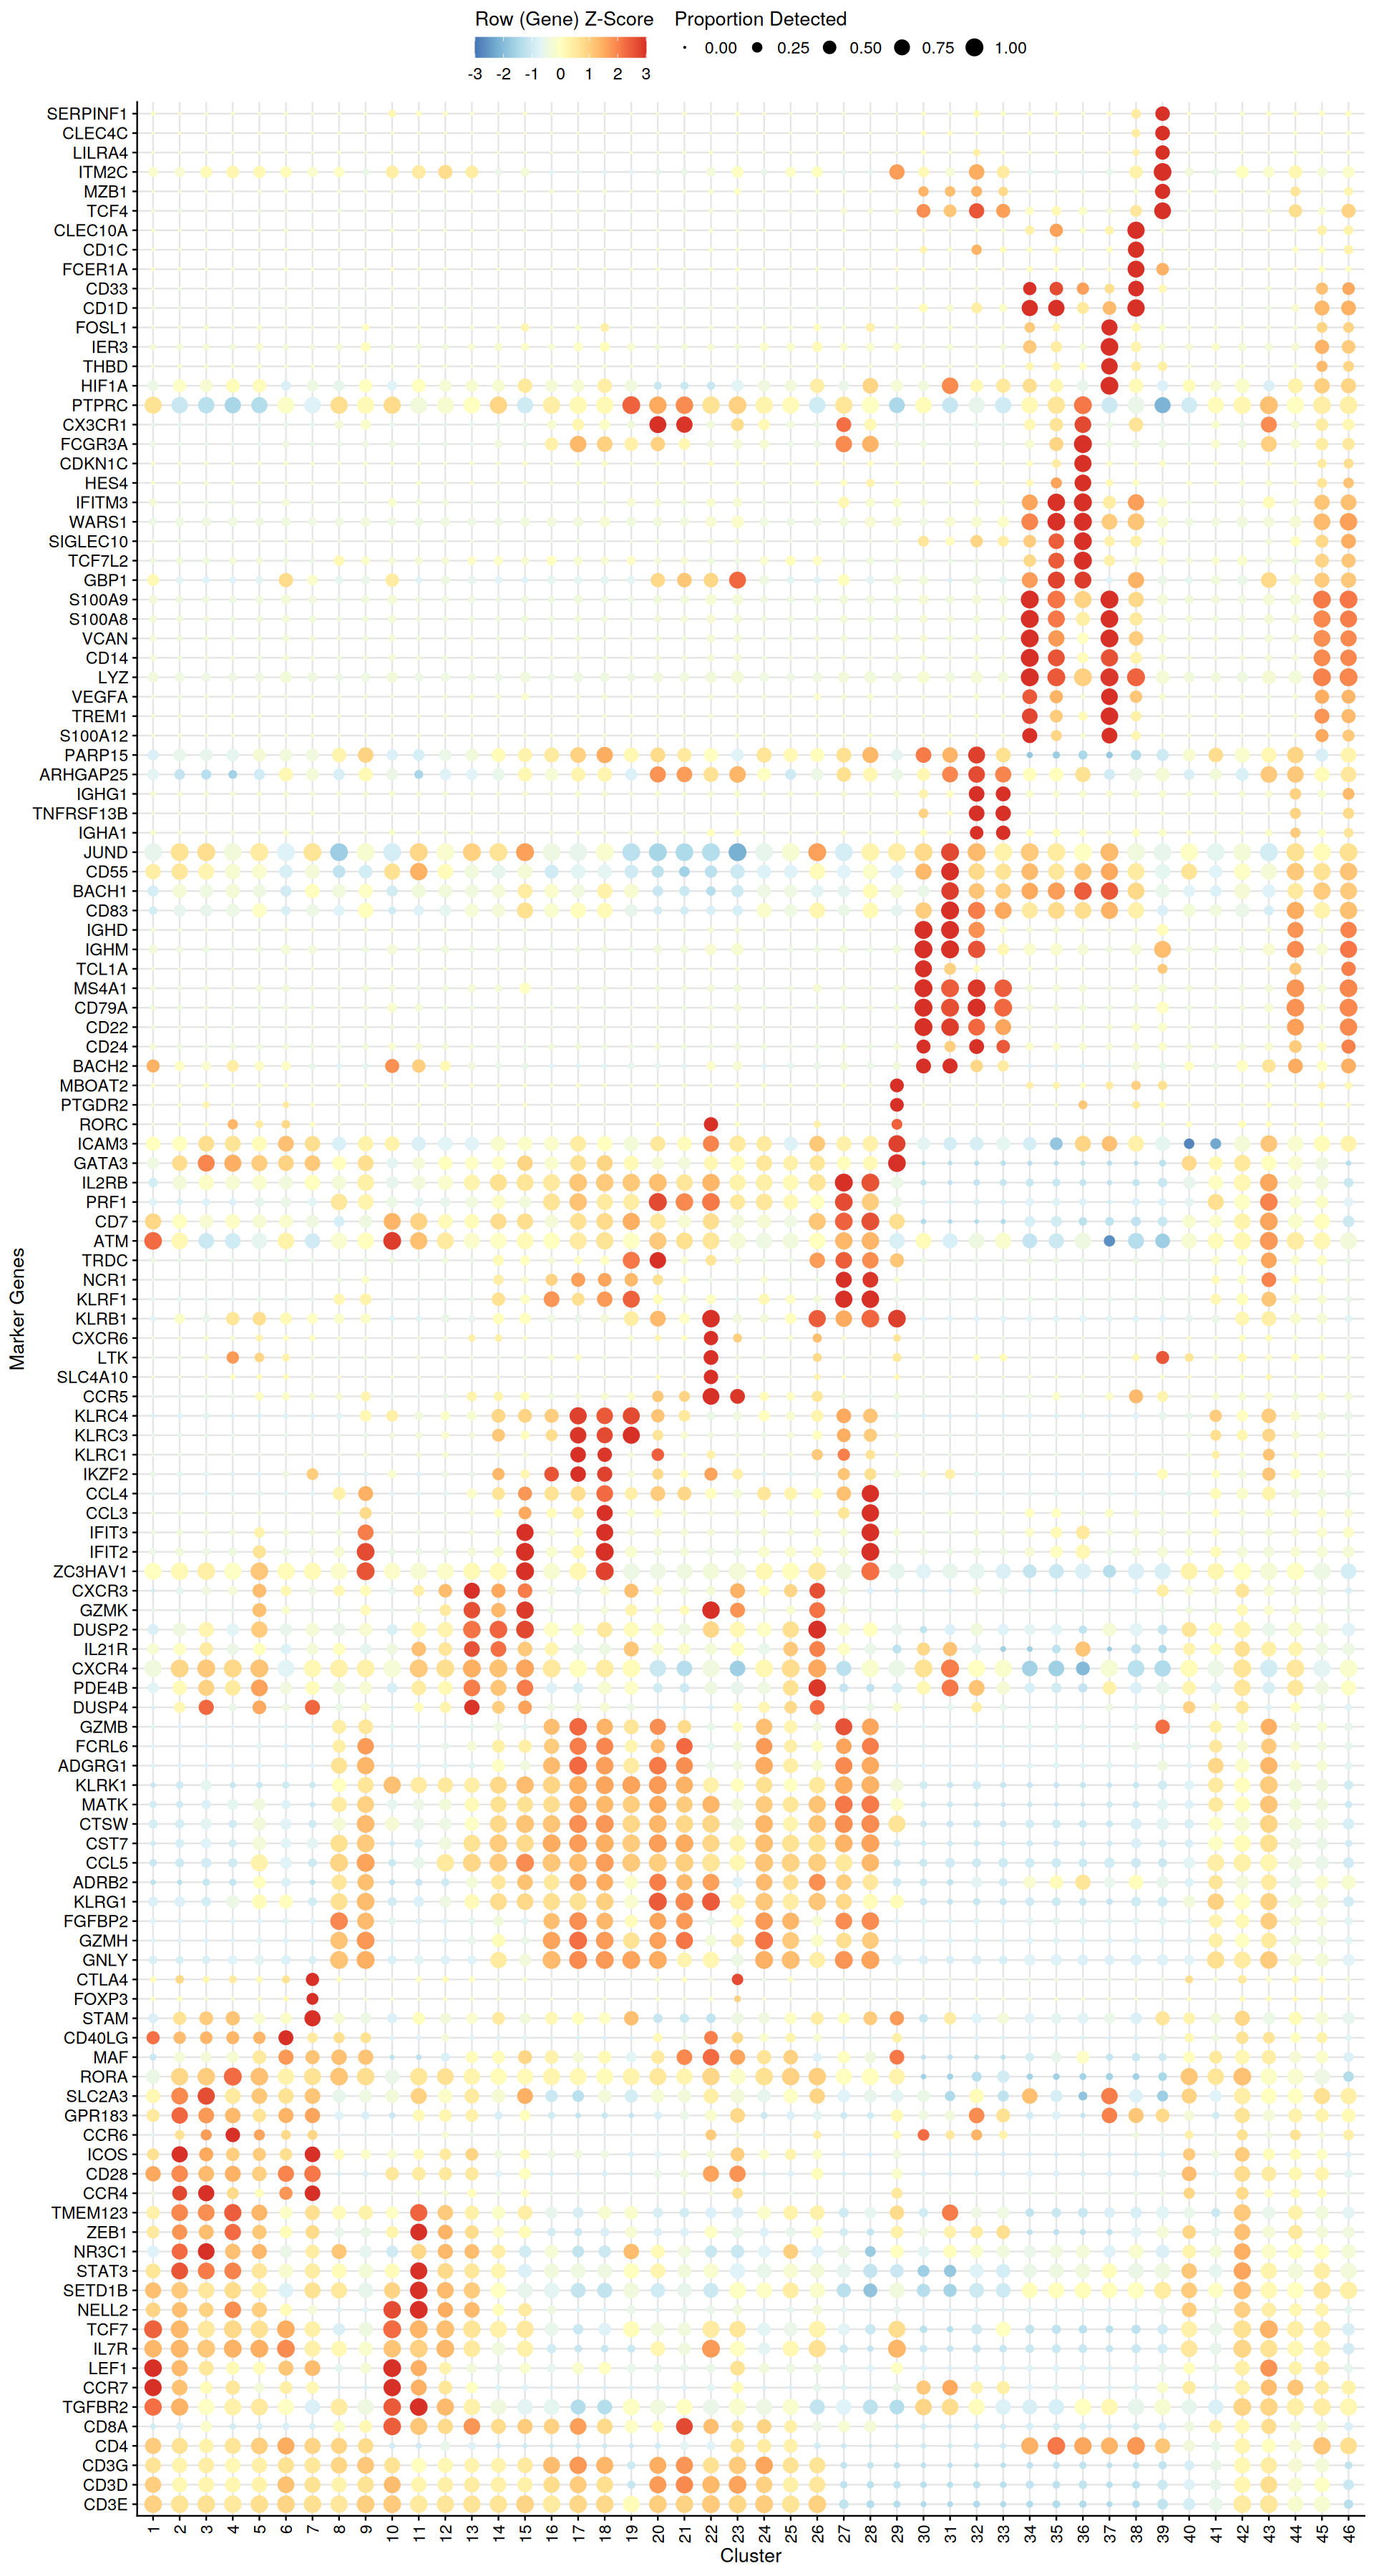 Row (Gene) Z-Score
Proportion Detected
-3 -2 -1 0 1 2 3
0.00 0.25 0.50 0.75 1.00
Marker Genes
SERPINF1
CLEC4C
LILRA4
ITM2C
MZB1
TCF4
CLEC10A
CD1C
FCER1A
CD33
CD1D
FOSL1
IER3
THBD
HIF1A
PTPRC
CX3CR1
FCGR3A
CDKN1C
HES4
IFITM3
WARS1
SIGLEC10
TCF7L2
GBP1
S100A9
S100A8
VCAN
CD14
LYZ
VEGFA
TREM1
S100A12
PARP15
ARHGAP25
IGHG1
TNFRSF13B
IGHA1
JUND
CD55
BACH1
CD83
IGHD
IGHM
TCL1A
MS4A1
CD79A
CD22
CD24
BACH2
MBOAT2
PTGDR2
RORC
ICAM3
GATA3
IL2RB
PRF1
CD7
ATM
TRDC
NCR1
KLRF1
KLRB1
CXCR6
LTK
SLC4A10
CCR5
KLRC4
KLRC3
KLRC1
IKZF2
CCL4
CCL3
IFIT3
IFIT2
ZC3HAV1
CXCR3
GZMK
DUSP2
IL21R
CXCR4
PDE4B
DUSP4
GZMB
FCRL6
ADGRG1
KLRK1
MATK
CTSW
CST7
CCL5
ADRB2
KLRG1
FGFBP2
GZMH
GNLY
CTLA4
FOXP3
STAM
CD40LG
MAF
RORA
SLC2A3
GPR183
CCR6
ICOS
CD28
CCR4
TMEM123
ZEB1
NR3C1
STAT3
SETD1B
NELL2
TCF7
IL7R
LEF1
CCR7
TGFBR2
CD8A
CD4
CD3G
CD3D
CD3E
1 2 3 4 5 6 7 8 9 10 11 12 13 14 15 16 17 18 19 20 21 22 23 24 25 26 27 28 29 30 31 32 33 34 35 36 37 38 39 40 41 42 43 44 45 46
Cluster